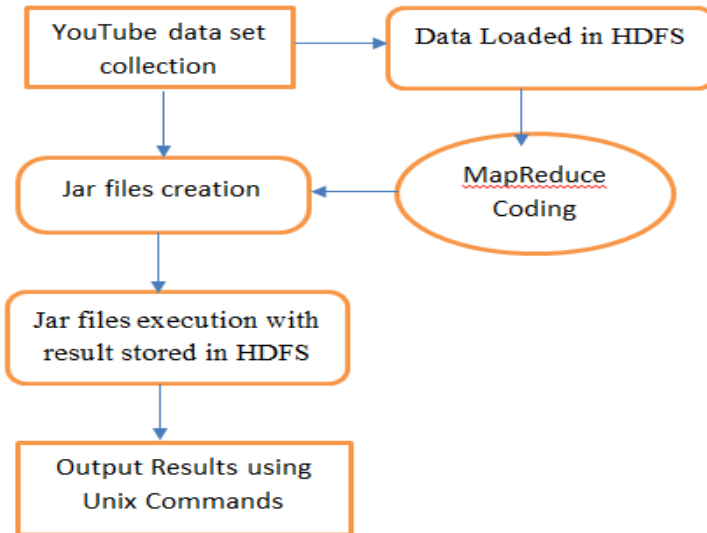 YouTube data set
collection
Data Loaded in HDFS
Jar files creation
MapReduce
Coding
Jar files execution with
result stored in HDFS
Output Results using
Unix Commands